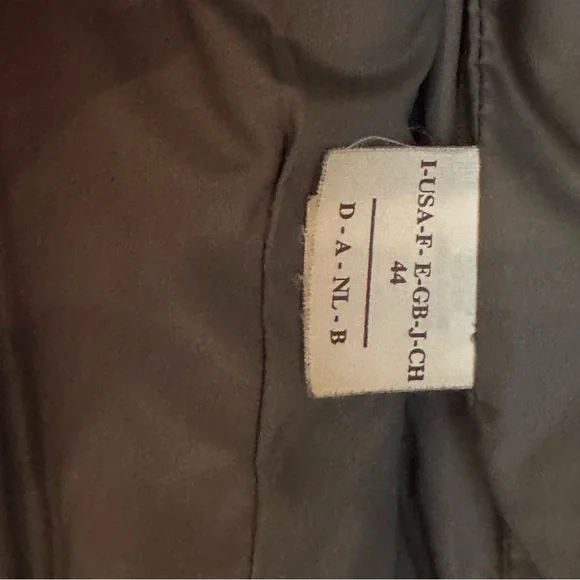 I-USA-F- E-GB-J-CH
44
D - A - NL - B